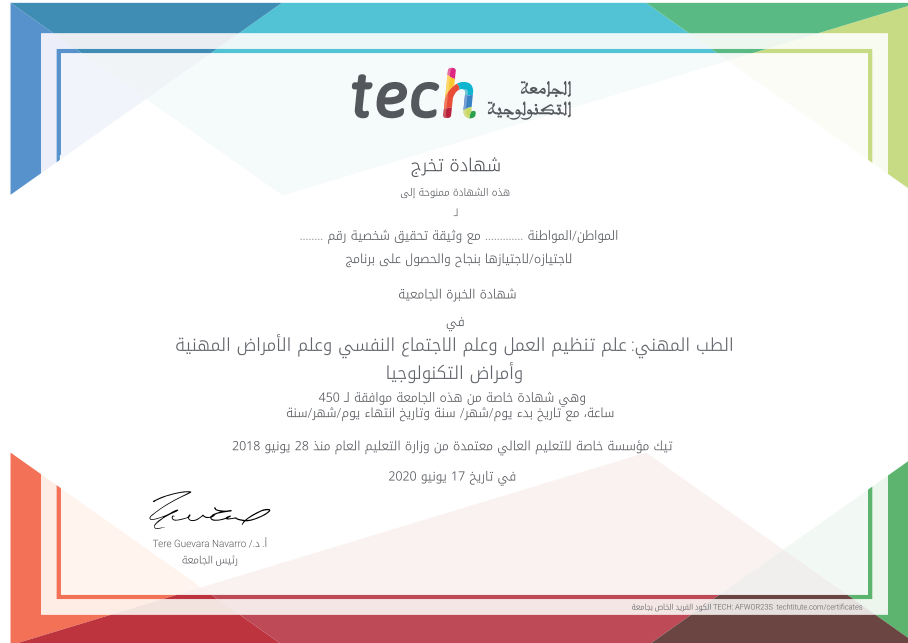 tech الجامعة
التكنولوجية
شهادة تخرج
هذه الشهادة ممنوحة إلى
لـ
المواطن/المواطنة ............. مع وثيقة تحقيق شخصية رقم ........
لاجتيازه/لاجتيازها بنجاح والحصول على برنامج
شهادة الخبرة الجامعية
في
الطب المهني: علم تنظيم العمل وعلم الاجتماع النفسي وعلم الأمراض المهنية
وأمراض التكنولوجيا
وهي شهادة خاصة من هذه الجامعة موافقة لـ 450
ساعة، مع تاريخ بدء يوم/شهر/ سنة وتاريخ انتهاء يوم/شهر/سنة
تيك مؤسسة خاصة للتعليم العالي معتمدة من وزارة التعليم العام منذ 28 يونيو 2018
في تاريخ 17 يونيو 2020
أ. د./ Tere Guevara Navarro
رئيس الجامعة
الكود الفريد الخاص بجامعة TECH: AFWOR23S techtitute.com/certificates